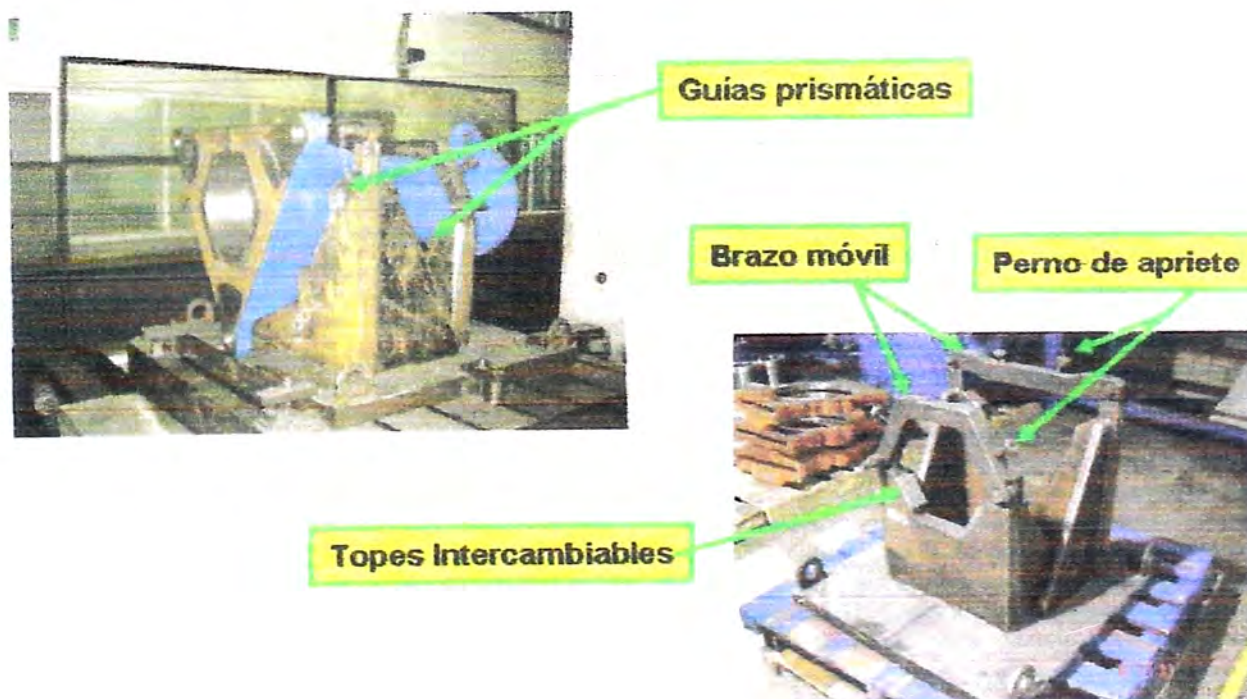 Guías prismáticas
Brazo móvil
Perno de apriete
Topes Intercambiables